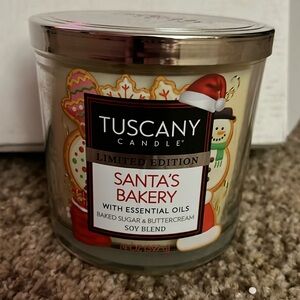 TUSCANY
CANDLE
LIMITED EDITION
SANTA'S
BAKERY
WITH ESSENTIAL OILS
BAKED SUGAR & BUTTERCREAM
SOY BLEND